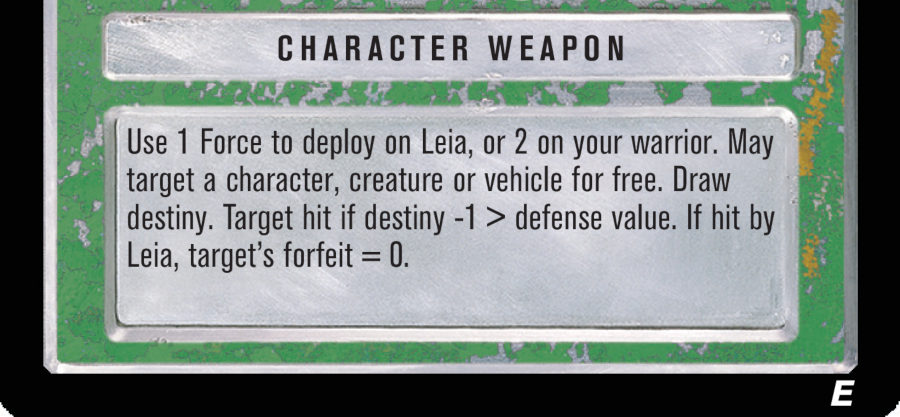 CHARACTER WEAPON
Use 1 Force to deploy on Leia, or 2 on your warrior. May
target a character, creature or vehicle for free. Draw
destiny. Target hit if destiny -1 > defense value. If hit by
Leia, target's forfeit = 0.
E